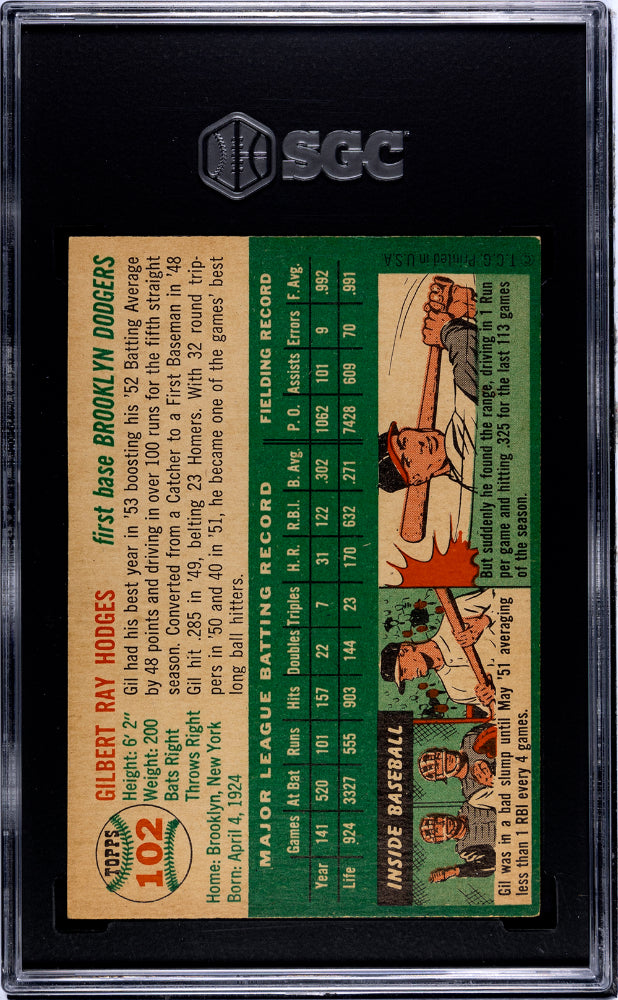 SGC
TOPPS
102
GILBERT RAY HODGES first base BROOKLYN DODGERS
Height: 6' 2"
Weight: 200
Bats Right
Throws Right
Home: Brooklyn, New York
Born: April 4, 1924
Gil had his best year in '53 boosting his '52 Batting Average
by 48 points and driving in over 100 runs for the fifth straight
season. Converted from a Catcher to a First Baseman in '48
Gil hit .285 in '49, belting 23 Homers. With 32 round trip-
pers in '50 and 40 in '51, he became one of the games' best
long ball hitters.
MAJOR LEAGUE BATTING RECORD FIELDING RECORD
Games At Bat Runs Hits Doubles Triples H.R. R.B.I. B. Avg. P.O. Assists Errors F. Avg.
Year 141 520 101 157 22 7 31 122 .302 1062 101 9 .992
Life 924 3327 555 903 144 23 170 632 .271 7428 609 70 .991
INSIDE BASEBALL
Gil was in a bad slump until May '51 averaging
less than 1 RBI every 4 games.
But suddenly he found the range, driving in 1 Run
per game and hitting .325 for the last 113 games
of the season.
© T.C.G. Printed in U.S.A